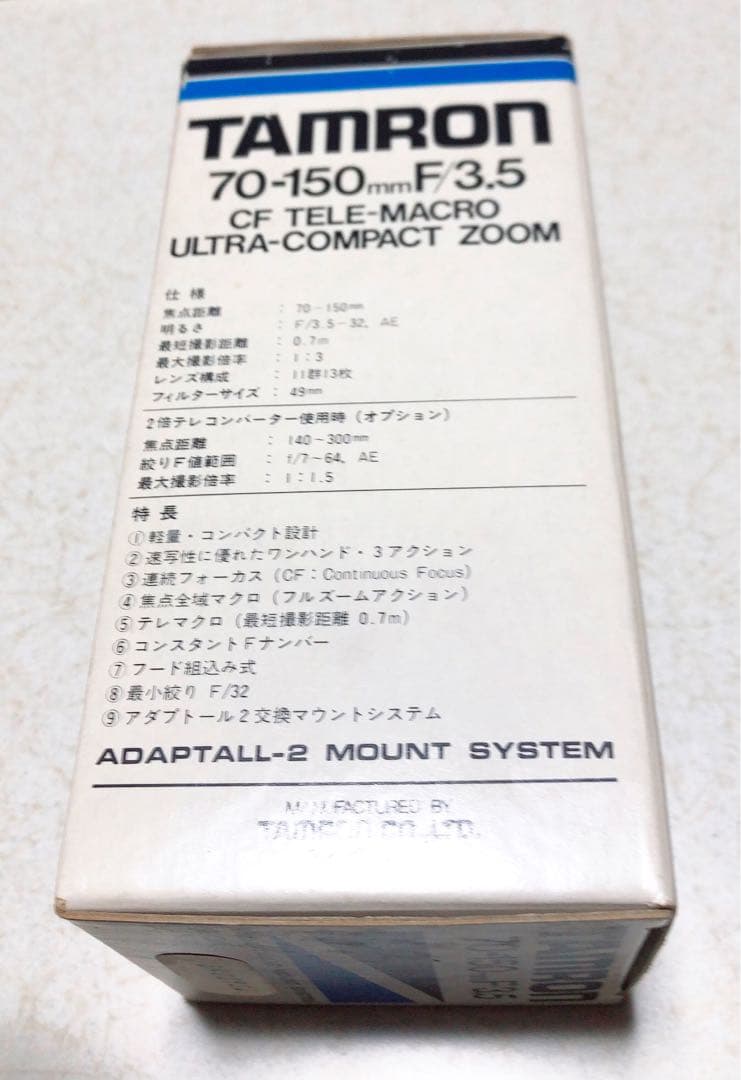 TAMRON
70-150mm F/3.5
CF TELE-MACRO
ULTRA-COMPACT ZOOM
仕様
焦点距離 : 70-150mm
明るさ : F/3.5-32, AE
最短撮影距離 : 0.7m
最大撮影倍率 : 1:3
レンズ構成 : 11群13枚
フィルターサイズ : 49mm
2倍テレコンバーター使用時(オプション)
焦点距離 : 140~300mm
絞りF値範囲 : f/7~64, AE
最大撮影倍率 : 1:1.5
特長
①軽量・コンパクト設計
②速写性に優れたワンハンド・3アクション
③連続フォーカス(CF:Continuous Focus)
④焦点全域マクロ(フルズームアクション)
⑤テレマクロ(最短撮影距離 0.7m)
⑥コンスタントFナンバー
⑦フード組込み式
⑧最小絞り F/32
⑨アダプトール2交換マウントシステム
ADAPTALL-2 MOUNT SYSTEM
MANUFACTURED BY
TAMRON CO.,LTD.
TAMRON
70-150mm F/3.5